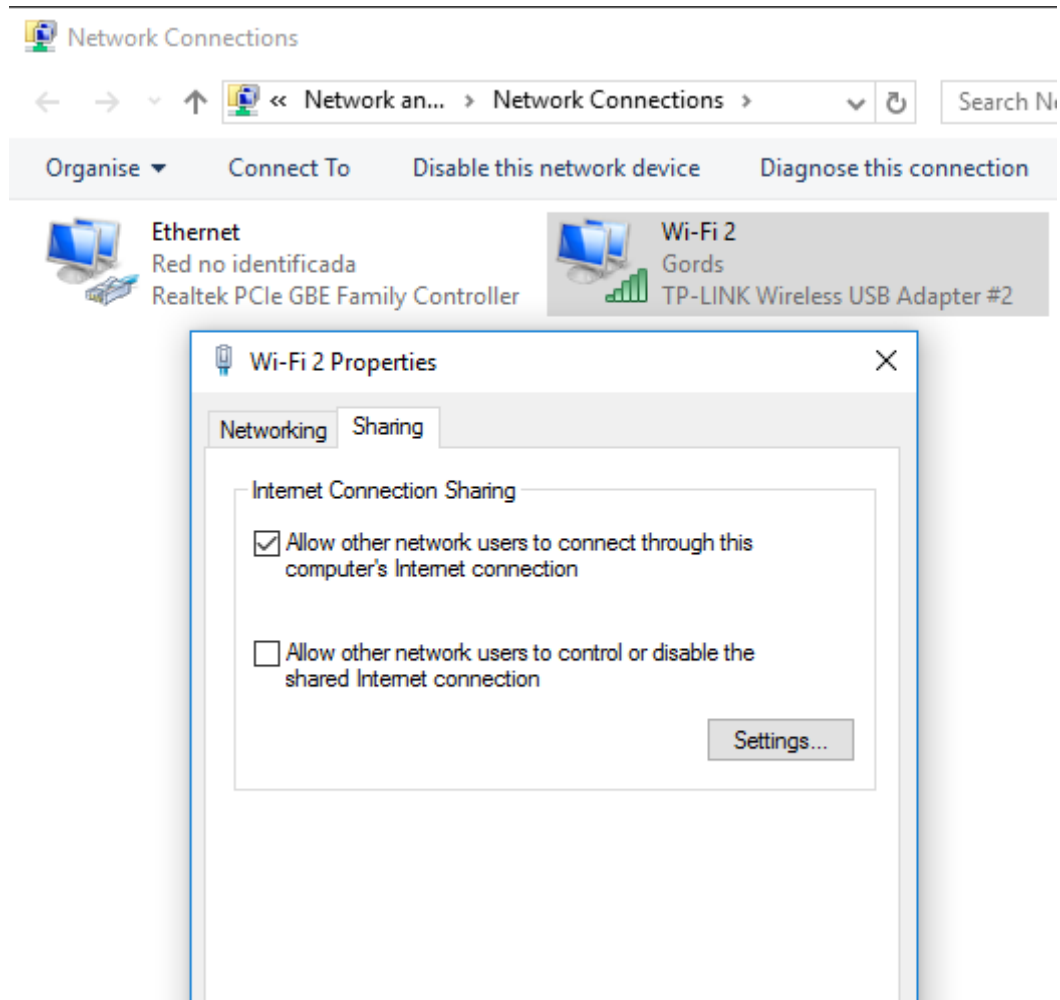 Network Connections
« Network an... > Network Connections > Search Ne
Organise Connect To Disable this network device Diagnose this connection
Ethernet
Red no identificada
Realtek PCIe GBE Family Controller
Wi-Fi 2
Gords
TP-LINK Wireless USB Adapter #2
Wi-Fi 2 Properties
Networking Sharing
Internet Connection Sharing
Allow other network users to connect through this
computer's Internet connection
Allow other network users to control or disable the
shared Internet connection
Settings...